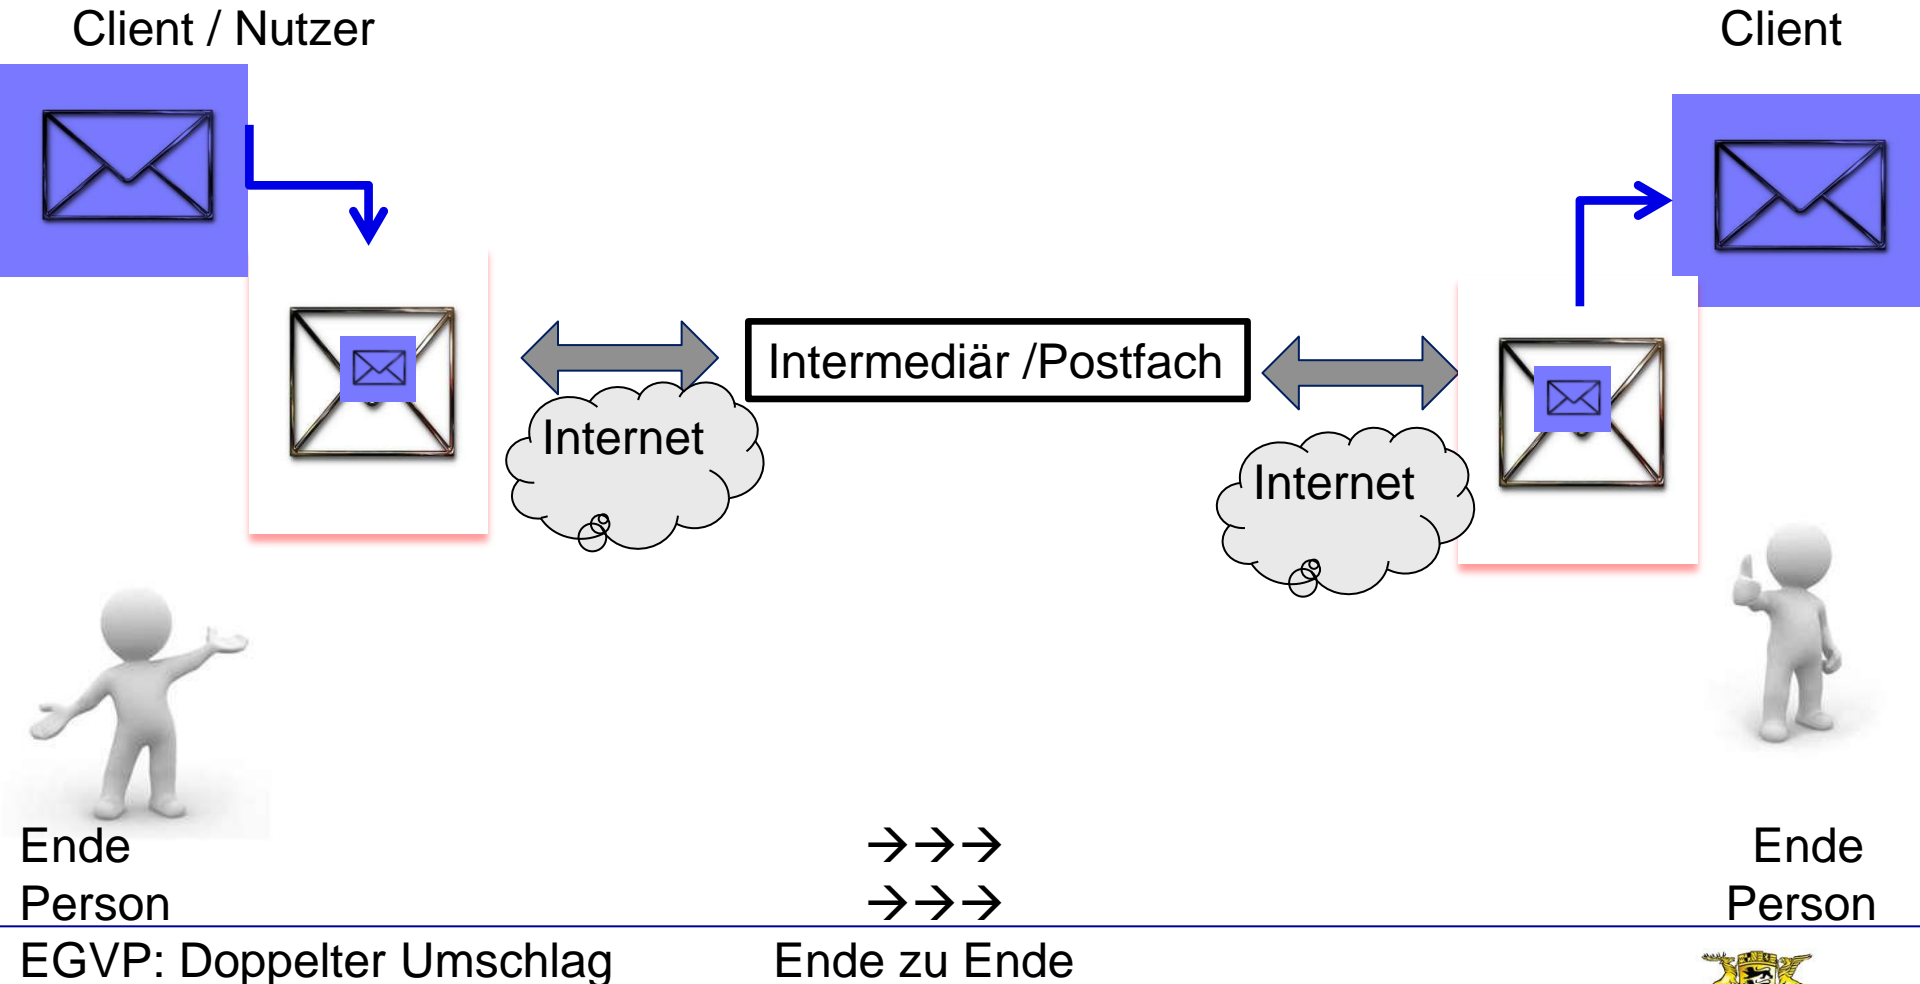 Client / Nutzer
Client
Intermediär /Postfach
Internet
Internet
Ende →→→ Ende
Person →→→ Person
EGVP: Doppelter Umschlag Ende zu Ende